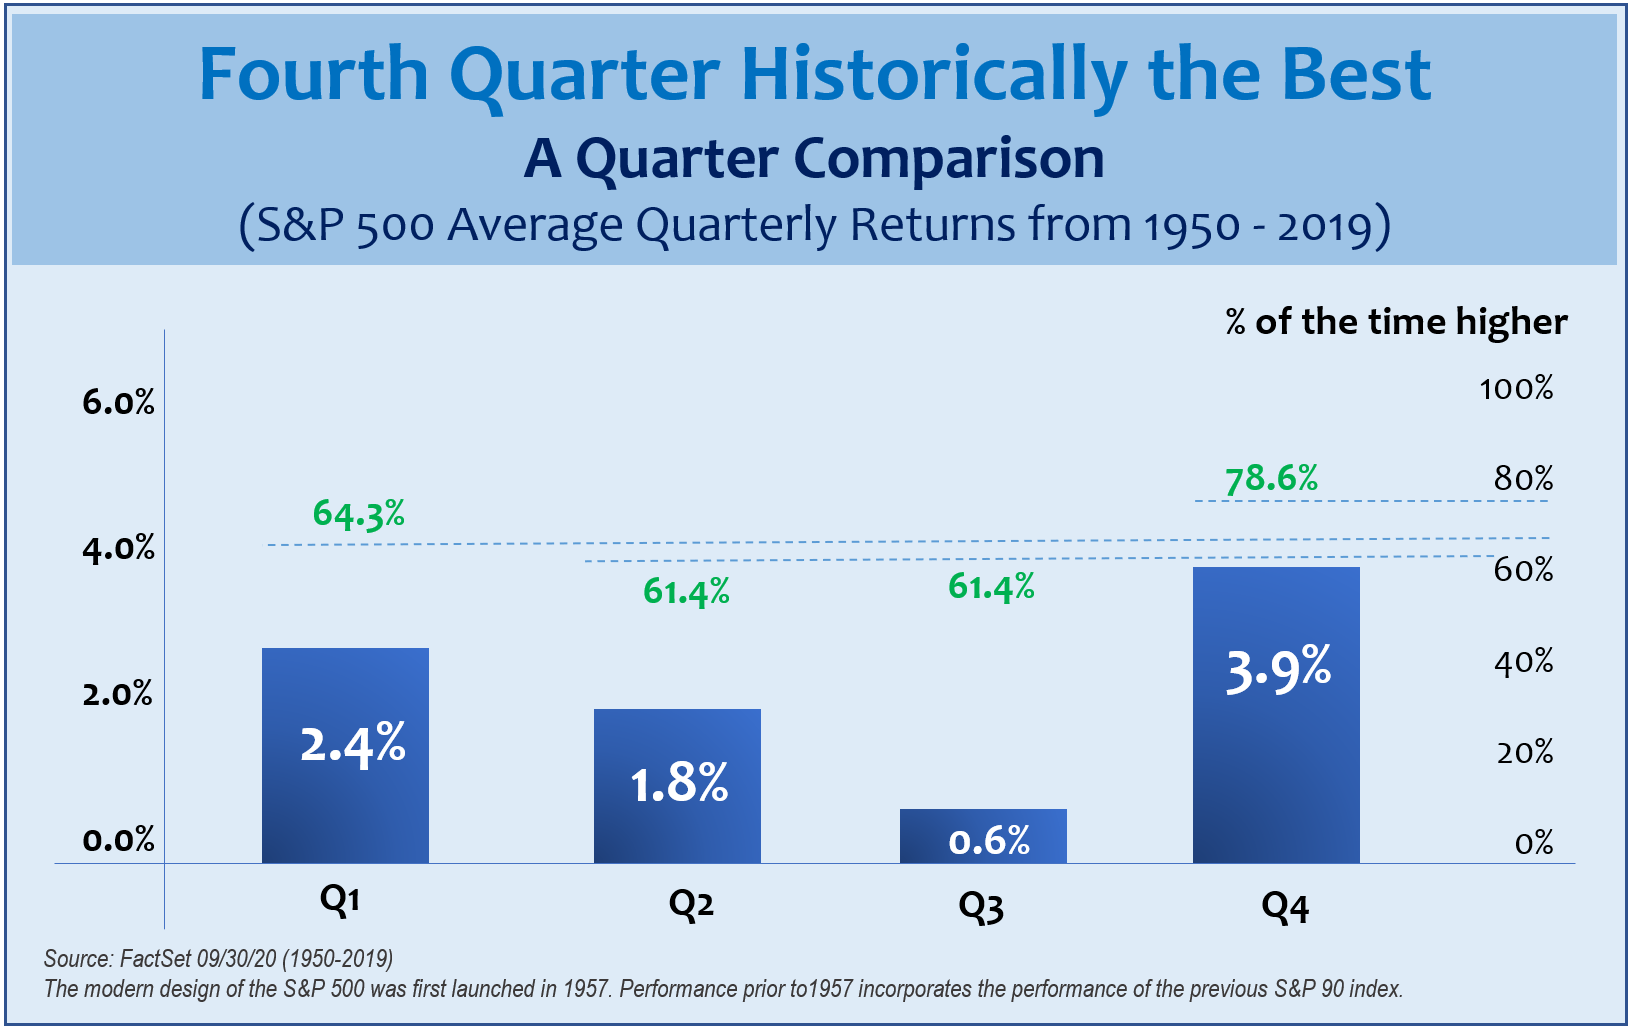 Fourth Quarter Historically the Best
A Quarter Comparison
(S&P 500 Average Quarterly Returns from 1950 - 2019)
% of the time higher
6.0%
4.0%
2.0%
0.0%
64.3%
61.4%
61.4%
78.6%
100%
80%
60%
40%
20%
0%
2.4%
1.8%
0.6%
3.9%
Q1
Q2
Q3
Q4
Source: FactSet 09/30/20 (1950-2019)
The modern design of the S&P 500 was first launched in 1957. Performance prior to1957 incorporates the performance of the previous S&P 90 index.